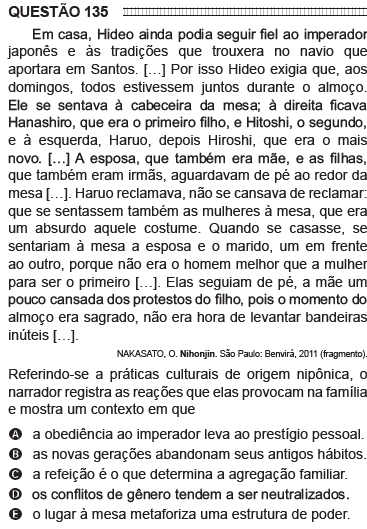 QUESTÃO 135
Em casa, Hideo ainda podia seguir fiel ao imperador
japonês e às tradições que trouxera no navio que
aportara em Santos. […] Por isso Hideo exigia que, aos
domingos, todos estivessem juntos durante o almoço.
Ele se sentava à cabeceira da mesa; à direita ficava
Hanashiro, que era o primeiro filho, e Hitoshi, o segundo,
e à esquerda, Haruo, depois Hiroshi, que era o mais
novo. […] A esposa, que também era mãe, e as filhas,
que também eram irmãs, aguardavam de pé ao redor da
mesa […]. Haruo reclamava, não se cansava de reclamar:
que se sentassem também as mulheres à mesa, que era
um absurdo aquele costume. Quando se casasse, se
sentariam à mesa a esposa e o marido, um em frente
ao outro, porque não era o homem melhor que a mulher
para ser o primeiro […]. Elas seguiam de pé, a mãe um
pouco cansada dos protestos do filho, pois o momento do
almoço era sagrado, não era hora de levantar bandeiras
inúteis […].
NAKASATO, O. Nihonjin. São Paulo: Benvirá, 2011 (fragmento).
Referindo-se a práticas culturais de origem nipônica, o
narrador registra as reações que elas provocam na família
e mostra um contexto em que
A a obediência ao imperador leva ao prestígio pessoal.
B as novas gerações abandonam seus antigos hábitos.
C a refeição é o que determina a agregação familiar.
D os conflitos de gênero tendem a ser neutralizados.
E o lugar à mesa metaforiza uma estrutura de poder.